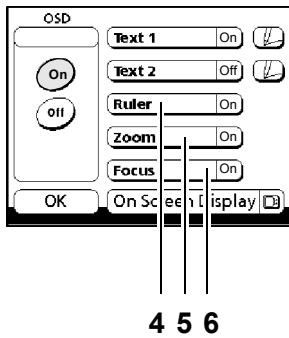 OSD
Text 1 On
On Text 2 Off
Off Ruler On
Zoom On
Focus On
OK On Screen Display
4 5 6